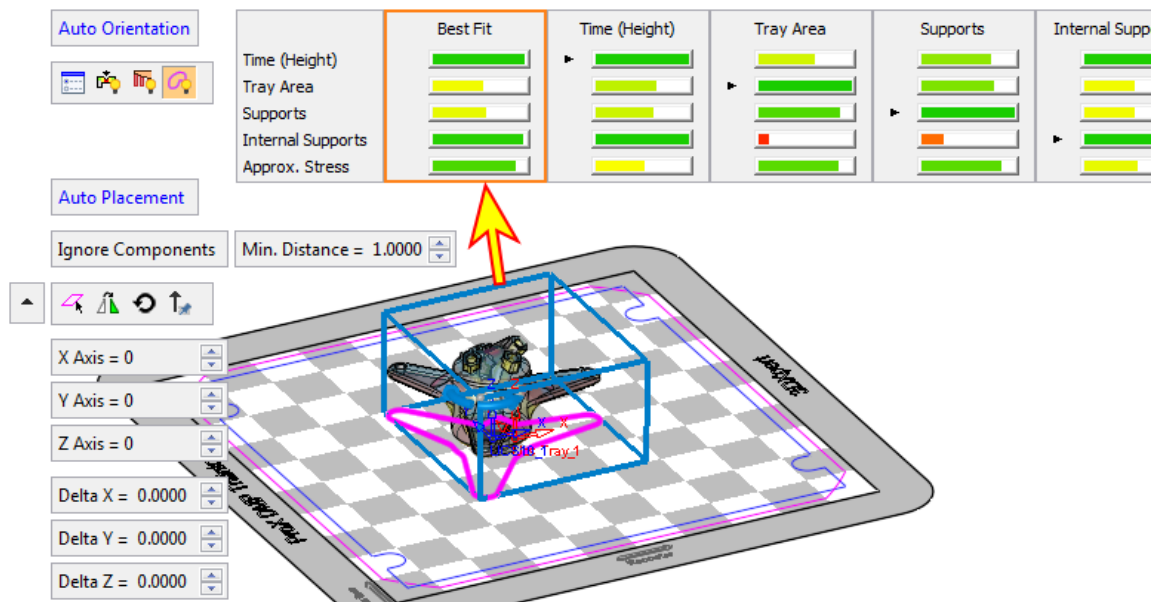 Auto Orientation
Best Fit
Time (Height)
Tray Area
Supports
Internal Supp
Time (Height)
Tray Area
Supports
Internal Supports
Approx. Stress
Auto Placement
Ignore Components
Min. Distance = 1.0000
X Axis = 0
Y Axis = 0
Z Axis = 0
Delta X = 0.0000
Delta Y = 0.0000
Delta Z = 0.0000
Z
X
X
Tray_1